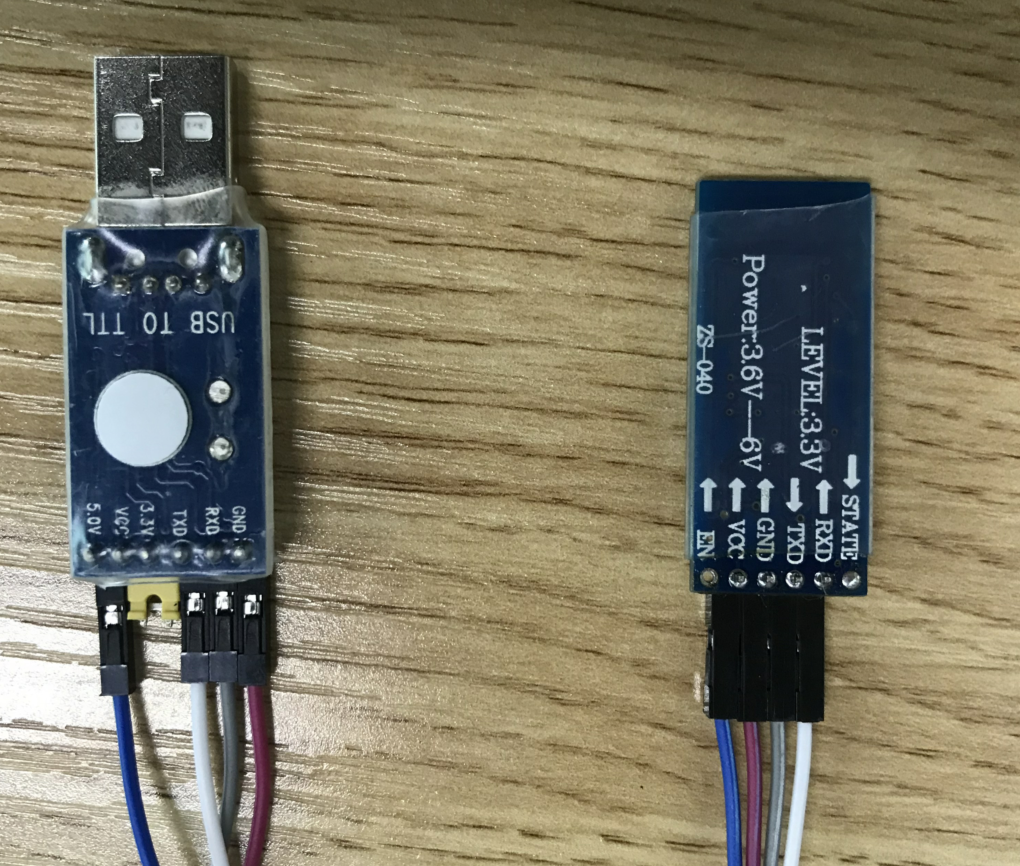 USB TO TTL
5.0V
VCC
3.3V
TXD
RXD
GND
ZS-040
Power:3.6V—6V
LEVEL:3.3V
EN
VCC
GND
TXD
RXD
STATE